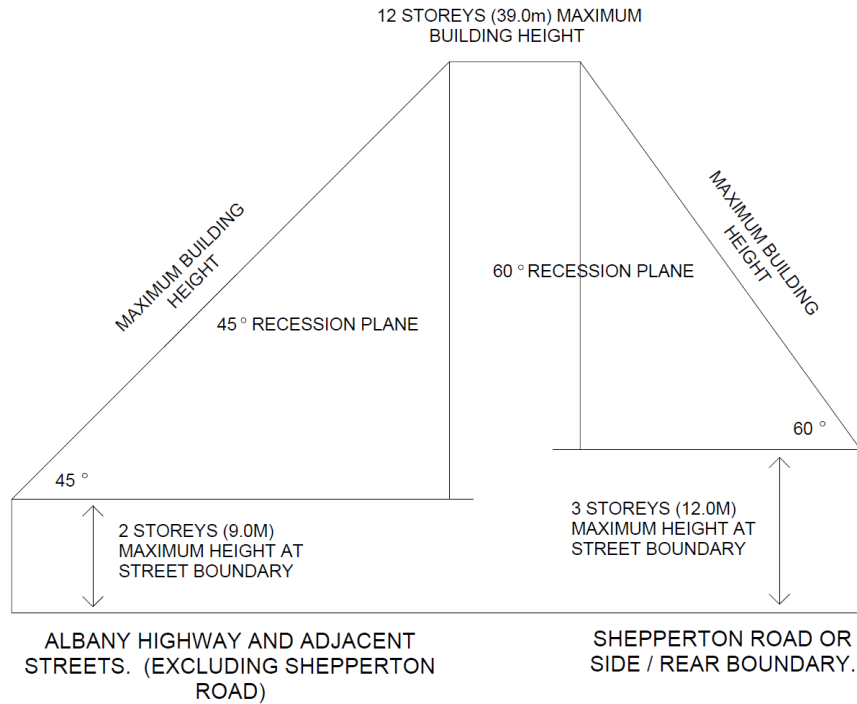 12 STOREYS (39.0m) MAXIMUM
BUILDING HEIGHT
MAXIMUM BUILDING
HEIGHT
MAXIMUM BUILDING
HEIGHT
60 ° RECESSION PLANE
45 ° RECESSION PLANE
60 °
45 °
2 STOREYS (9.0M)
MAXIMUM HEIGHT AT
STREET BOUNDARY
3 STOREYS (12.0M)
MAXIMUM HEIGHT AT
STREET BOUNDARY
ALBANY HIGHWAY AND ADJACENT
STREETS. (EXCLUDING SHEPPERTON
ROAD)
SHEPPERTON ROAD OR
SIDE / REAR BOUNDARY.